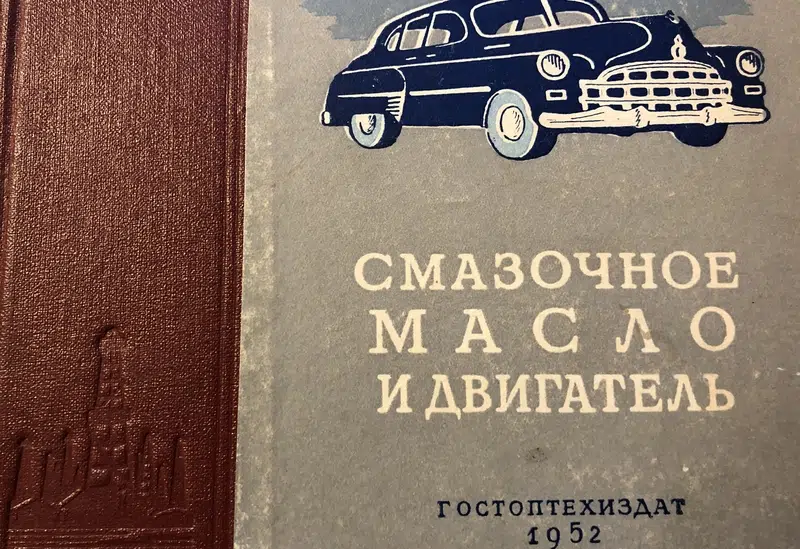 СМАЗОЧНОЕ
МАСЛО
И ДВИГАТЕЛЬ
ГОСТОПТЕХИЗДАТ
1952